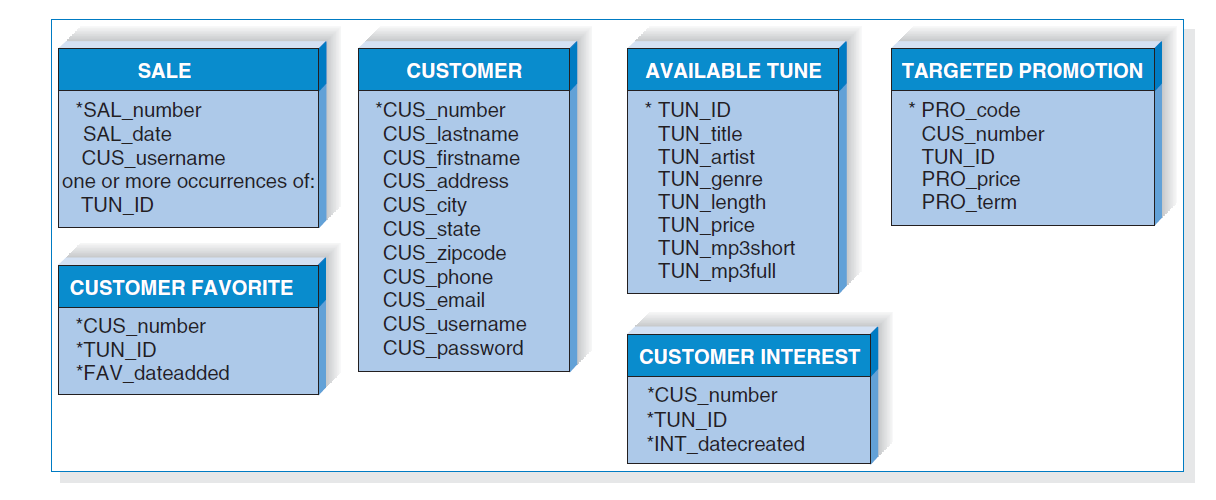 SALE
*SAL_number
SAL_date
CUS_username
one or more occurrences of:
TUN_ID
CUSTOMER FAVORITE
*CUS_number
*TUN_ID
*FAV_dateadded
CUSTOMER
*CUS_number
CUS_lastname
CUS_firstname
CUS_address
CUS_city
CUS_state
CUS_zipcode
CUS_phone
CUS_email
CUS_username
CUS_password
AVAILABLE TUNE
* TUN_ID
TUN_title
TUN_artist
TUN_genre
TUN_length
TUN_price
TUN_mp3short
TUN_mp3full
CUSTOMER INTEREST
*CUS_number
*TUN_ID
*INT_datecreated
TARGETED PROMOTION
* PRO_code
CUS_number
TUN_ID
PRO_price
PRO_term